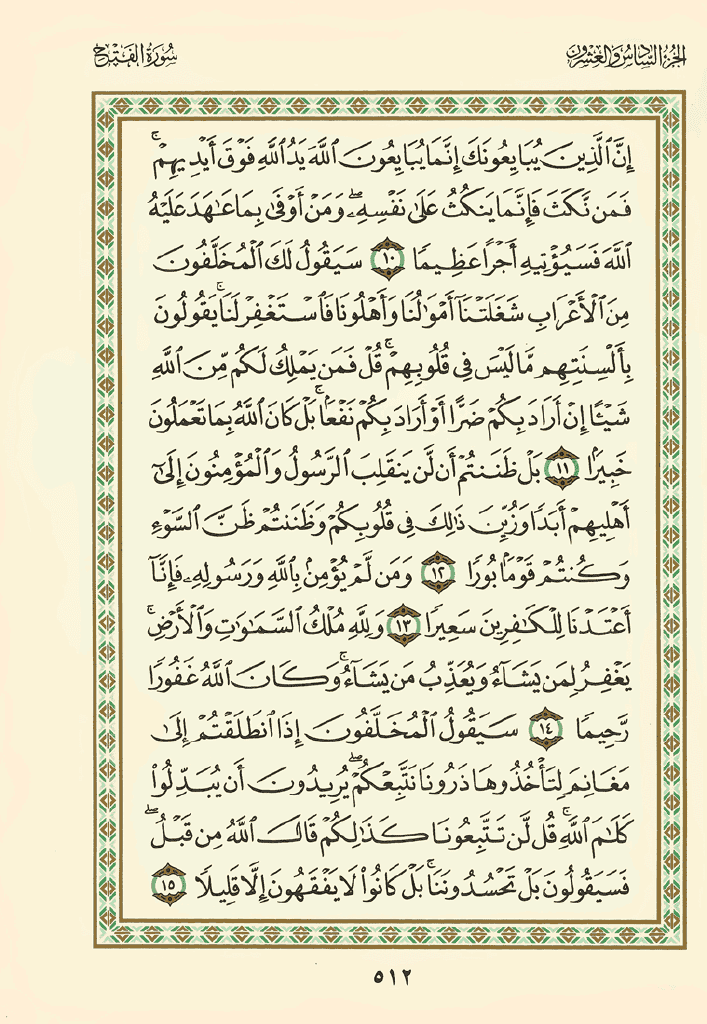 الجزء السادس والعشرون
سورة الفتح
إِنَّ ٱلَّذِينَ يُبَايِعُونَكَ إِنَّمَا يُبَايِعُونَ ٱللَّهَ يَدُ ٱللَّهِ فَوْقَ أَيْدِيهِمْۚ
فَمَن نَّكَثَ فَإِنَّمَا يَنكُثُ عَلَىٰ نَفْسِهِۦۖ وَمَنْ أَوْفَىٰ بِمَا عَـٰهَدَ عَلَيْهُ
ٱللَّهَ فَسَيُؤْتِيهِ أَجْرًا عَظِيمًا ١٠ سَيَقُولُ لَكَ ٱلْمُخَلَّفُونَ
مِنَ ٱلْأَعْرَابِ شَغَلَتْنَآ أَمْوَٰلُنَا وَأَهْلُونَا فَٱسْتَغْفِرْ لَنَاۚ يَقُولُونَ
بِأَلْسِنَتِهِم مَّا لَيْسَ فِى قُلُوبِهِمْۚ قُلْ فَمَن يَمْلِكُ لَكُم مِّنَ ٱللَّهِ
شَيْـًٔا إِنْ أَرَادَ بِكُمْ ضَرًّا أَوْ أَرَادَ بِكُمْ نَفْعًۢاۚ بَلْ كَانَ ٱللَّهُ بِمَا تَعْمَلُونَ
خَبِيرًۢا ١١ بَلْ ظَنَنتُمْ أَن لَّن يَنقَلِبَ ٱلرَّسُولُ وَٱلْمُؤْمِنُونَ إِلَىٰٓ
أَهْلِيهِمْ أَبَدًا وَزُيِّنَ ذَٰلِكَ فِى قُلُوبِكُمْ وَظَنَنتُمْ ظَنَّ ٱلسَّوْءِ
وَكُنتُمْ قَوْمًۢا بُورًا ١٢ وَمَن لَّمْ يُؤْمِنۢ بِٱللَّهِ وَرَسُولِهِۦ فَإِنَّآ
أَعْتَدْنَا لِلْكَـٰفِرِينَ سَعِيرًا ١٣ وَلِلَّهِ مُلْكُ ٱلسَّمَـٰوَٰتِ وَٱلْأَرْضِۚ
يَغْفِرُ لِمَن يَشَآءُ وَيُعَذِّبُ مَن يَشَآءُۚ وَكَانَ ٱللَّهُ غَفُورًا
رَّحِيمًا ١٤ سَيَقُولُ ٱلْمُخَلَّفُونَ إِذَا ٱنطَلَقْتُمْ إِلَىٰ
مَغَانِمَ لِتَأْخُذُوهَا ذَرُونَا نَتَّبِعْكُمْۖ يُرِيدُونَ أَن يُبَدِّلُوا۟
كَلَـٰمَ ٱللَّهِۚ قُل لَّن تَتَّبِعُونَا كَذَٰلِكُمْ قَالَ ٱللَّهُ مِن قَبْلُۖ
فَسَيَقُولُونَ بَلْ تَحْسُدُونَنَاۚ بَلْ كَانُوا۟ لَا يَفْقَهُونَ إِلَّا قَلِيلًا ١٥
٥١٢